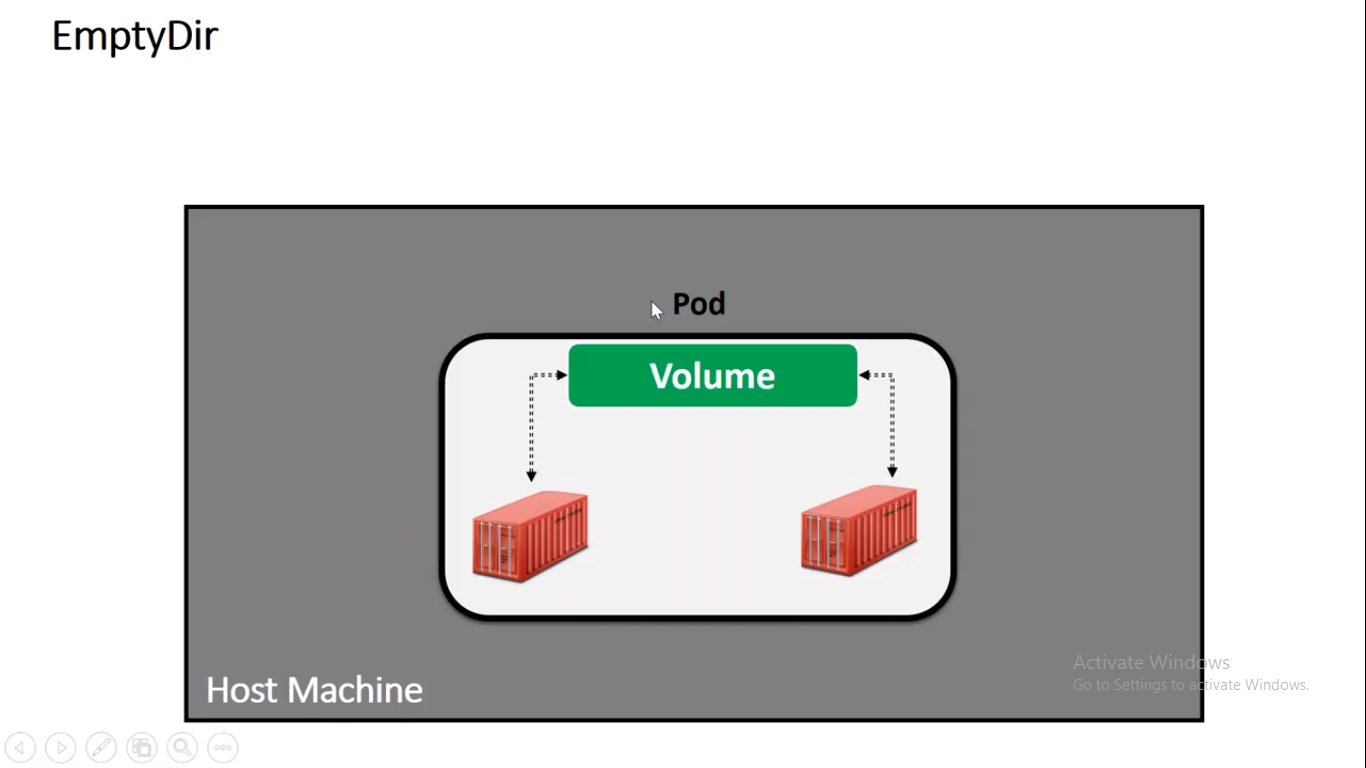 EmptyDir
Pod
Volume
Host Machine
Activate Windows
Go to Settings to activate Windows.